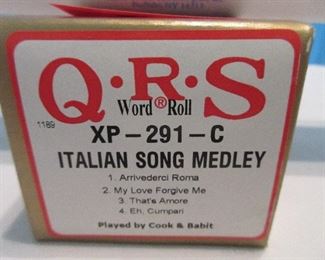 Q·R·S
Word ® Roll
1189
XP-291-C
ITALIAN SONG MEDLEY
1. Arrivederci Roma
2. My Love Forgive Me
3. That's Amore
4. Eh, Cumpari
Played by Cook & Babit